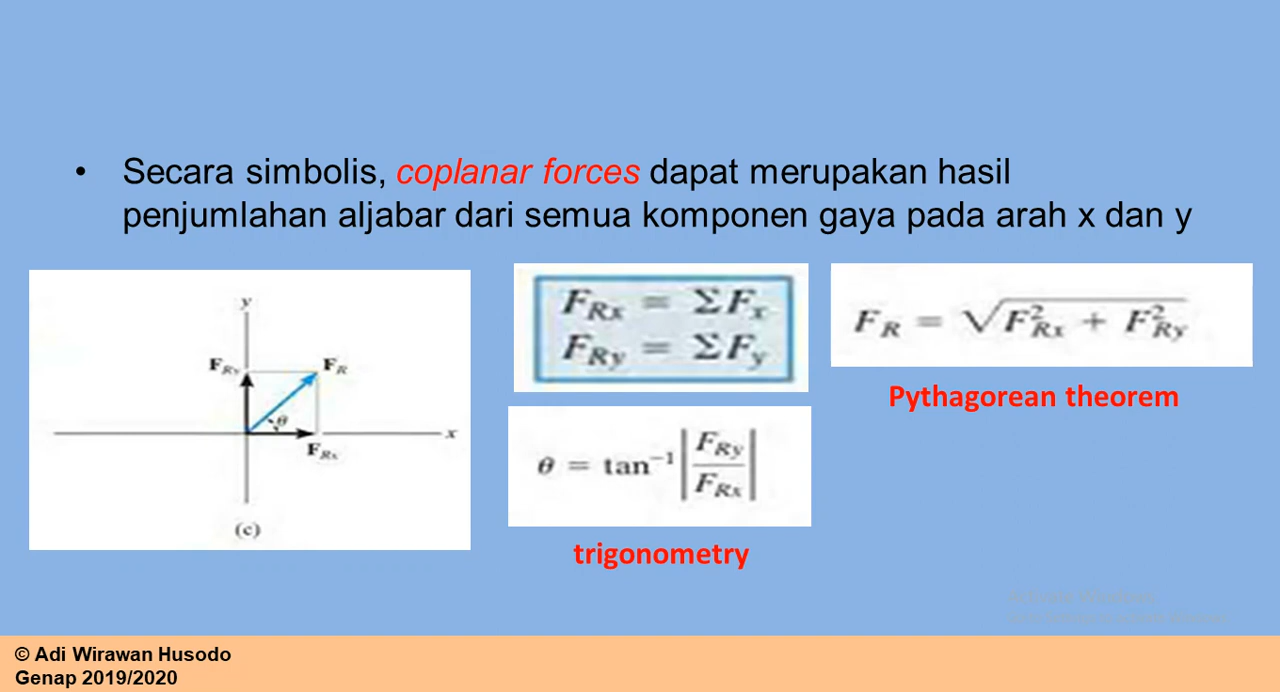 • Secara simbolis, coplanar forces dapat merupakan hasil
penjumlahan aljabar dari semua komponen gaya pada arah x dan y
y
F_Ry
F_R
θ
x
F_Rx
(c)
F_Rx = ΣF_x
F_Ry = ΣF_y
F_R = √(F²_Rx + F²_Ry)
Pythagorean theorem
θ = tan⁻¹ |F_Ry / F_Rx|
trigonometry
© Adi Wirawan Husodo
Genap 2019/2020